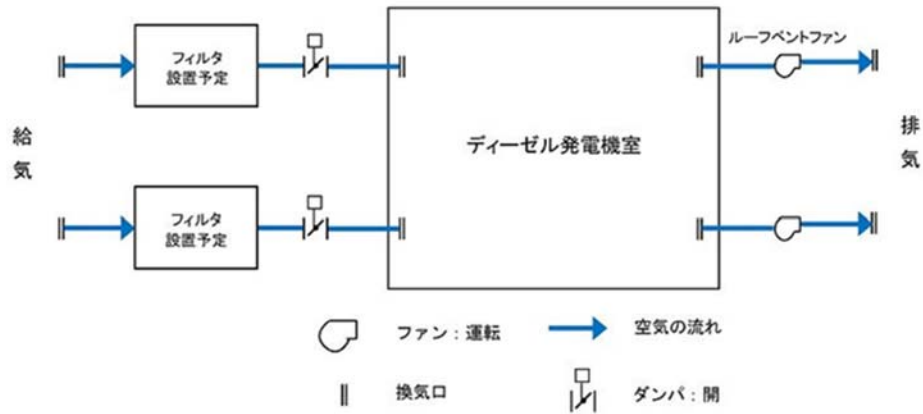 ルーフベントファン
フィルタ
設置予定
給気
ディーゼル発電機室
排気
フィルタ
設置予定
ファン：運転
空気の流れ
換気口
ダンパ：開